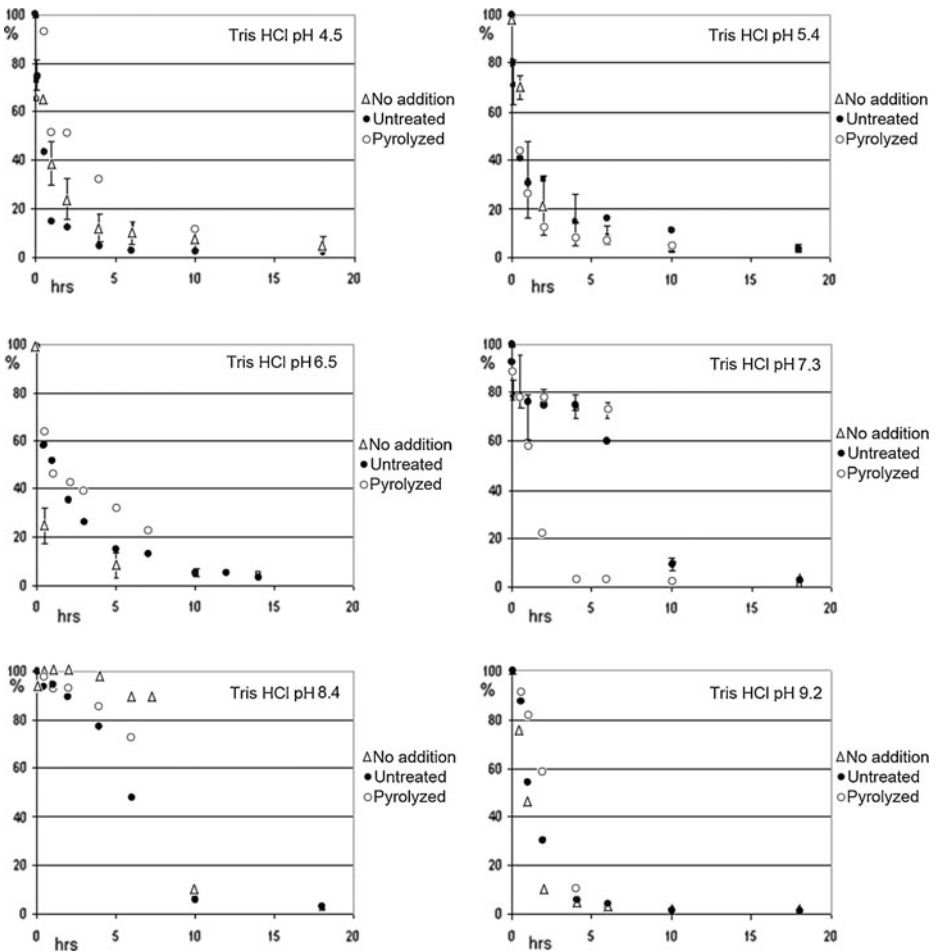 100
%
80
60
40
20
0
0 5 10 15 20
hrs
Tris HCl pH 4.5
△ No addition
● Untreated
○ Pyrolyzed
100
%
80
60
40
20
0
0 5 10 15 20
hrs
Tris HCl pH 5.4
△ No addition
● Untreated
○ Pyrolyzed
100
%
80
60
40
20
0
0 5 10 15 20
hrs
Tris HCl pH 6.5
△ No addition
● Untreated
○ Pyrolyzed
100
%
80
60
40
20
0
0 5 10 15 20
hrs
Tris HCl pH 7.3
△ No addition
● Untreated
○ Pyrolyzed
100
%
80
60
40
20
0
0 5 10 15 20
hrs
Tris HCl pH 8.4
△ No addition
● Untreated
○ Pyrolyzed
100
%
80
60
40
20
0
0 5 10 15 20
hrs
Tris HCl pH 9.2
△ No addition
● Untreated
○ Pyrolyzed